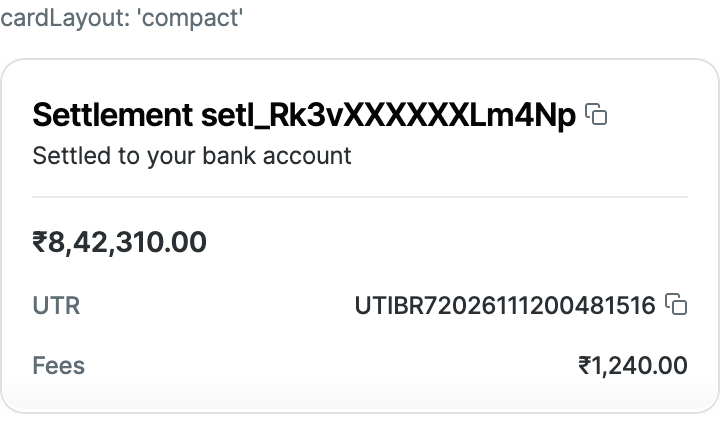 cardLayout: 'compact'
Settlement setl_Rk3vXXXXXXLm4Np
Settled to your bank account
₹8,42,310.00
UTR UTIBR72026111200481516
Fees ₹1,240.00